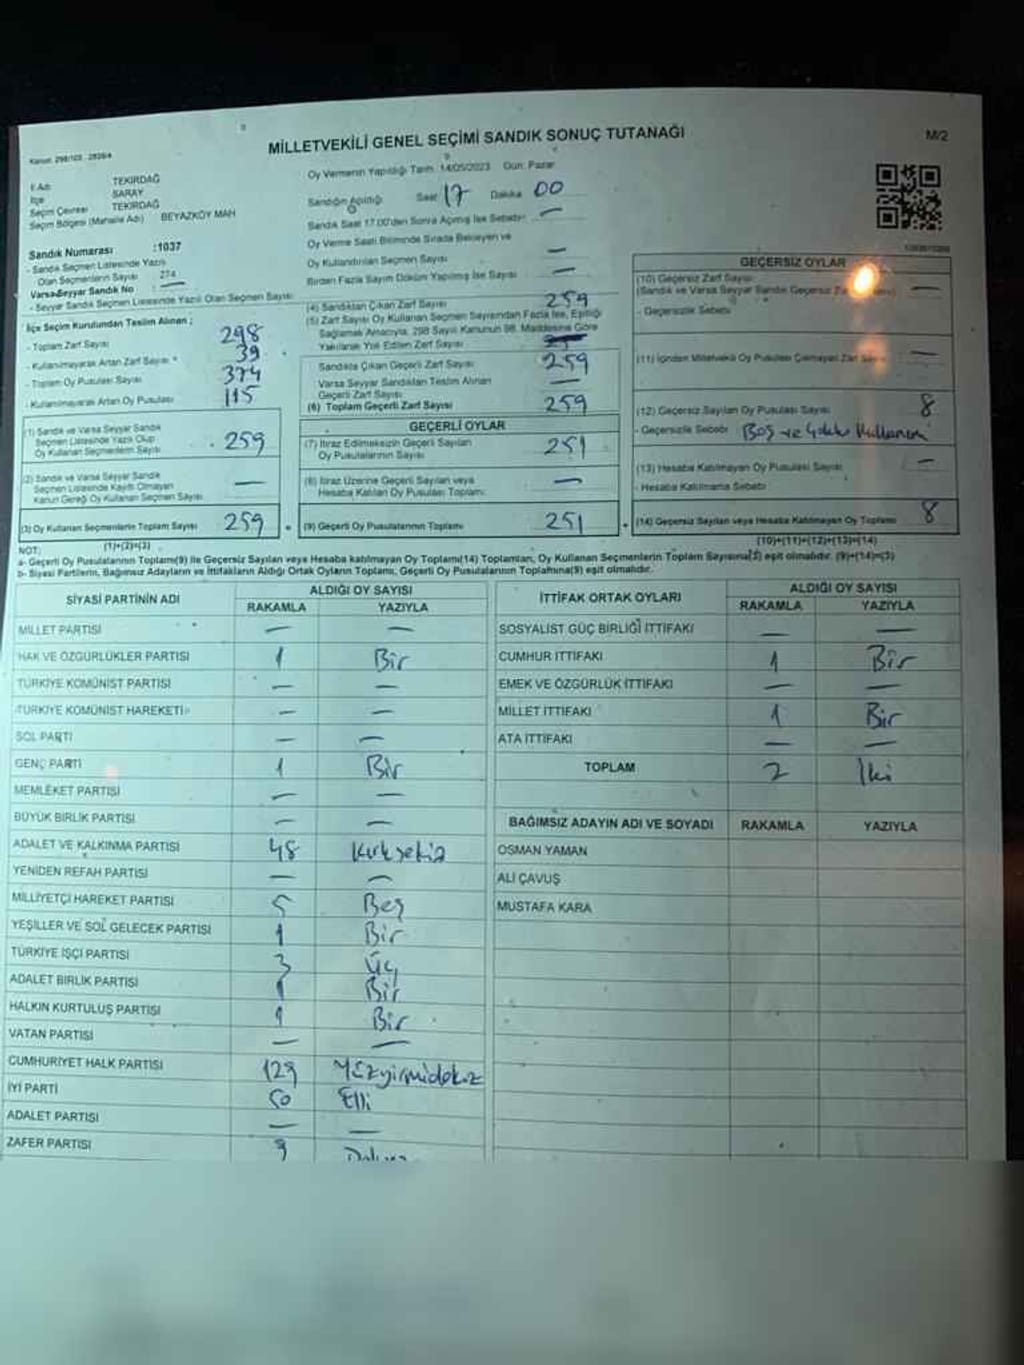 MİLLETVEKİLİ GENEL SEÇİMİ SANDIK SONUÇ TUTANAĞI
M/2
İl Adı TEKİRDAĞ
İlçe SARAY
Seçim Çevresi TEKİRDAĞ
Seçim Bölgesi (Mahalle Adı) BEYAZKÖY MAH
Sandık Numarası :1037
- Sandık Seçmen Listesinde Yazılı
Olan Seçmenlerin Sayısı : 274
Varsa Seyyar Sandık No : —
- Seyyar Sandık Seçmen Listesinde Yazılı Olan Seçmen Sayısı
İlçe Seçim Kurulundan Teslim Alınan ;
- Toplam Zarf Sayısı 298
- Kullanılmayarak Artan Zarf Sayısı 39
- Toplam Oy Pusulası Sayısı 374
- Kullanılmayarak Artan Oy Pusulası 115
(1) Sandık ve Varsa Seyyar Sandık
Seçmen Listesinde Yazılı Olup
Oy Kullanan Seçmenlerin Sayısı 259
(2) Sandık ve Varsa Seyyar Sandık
Seçmen Listesinde Kayıtlı Olmayan
Kanun Gereği Oy Kullanan Seçmen Sayısı —
(3) Oy Kullanan Seçmenlerin Toplam Sayısı 259
(1)+(2)=(3)
Oy Vermenin Yapıldığı Tarih: 14/05/2023 Gün: Pazar
Sandığın Açıldığı Saat 17 Dakika 00
Sandık Saat 17.00'den Sonra Açılmış İse Sebebi: —
Oy Verme Saati Bitiminde Sırada Bekleyen ve
Oy Kullandırılan Seçmen Sayısı —
Birden Fazla Sayım Döküm Yapılmış İse Sayısı —
(4) Sandıktan Çıkan Zarf Sayısı 259
(5) Zarf Sayısı Oy Kullanan Seçmen Sayısından Fazla İse, Eşitliği
Sağlamak Amacıyla, 298 Sayılı Kanunun 98. Maddesine Göre
Yakılarak Yok Edilen Zarf Sayısı
Sandıkta Çıkan Geçerli Zarf Sayısı 259
Varsa Seyyar Sandıktan Teslim Alınan
Geçerli Zarf Sayısı —
(6) Toplam Geçerli Zarf Sayısı 259
GEÇERLİ OYLAR
(7) İtiraz Edilmeksizin Geçerli Sayılan
Oy Pusulalarının Sayısı 251
(8) İtiraz Üzerine Geçerli Sayılan veya
Hesaba Katılan Oy Pusulası Toplamı —
(9) Geçerli Oy Pusulalarının Toplamı 251
GEÇERSİZ OYLAR
(10) Geçersiz Zarf Sayısı
(Sandık ve Varsa Seyyar Sandık Geçersiz —
- Geçersizlik Sebebi
(11) İçinden Milletvekili Oy Pusulası Çıkmayan Zarf Sayısı —
(12) Geçersiz Sayılan Oy Pusulası Sayısı 8
- Geçersizlik Sebebi Boş ve
(13) Hesaba Katılmayan Oy Pusulası Sayısı —
- Hesaba Katılmama Sebebi
(14) Geçersiz Sayılan veya Hesaba Katılmayan Oy Toplamı 8
(10)+(11)+(12)+(13)=(14)
NOT:
a- Geçerli Oy Pusulalarının Toplamı(9) ile Geçersiz Sayılan veya Hesaba katılmayan Oy Toplamı(14) Toplamları, Oy Kullanan Seçmenlerin Toplam Sayısına(3) eşit olmalıdır. (9)+(14)=(3)
b- Siyasi Partilerin, Bağımsız Adayların ve İttifakların Aldığı Ortak Oyların Toplamı, Geçerli Oy Pusulalarının Toplamına(9) eşit olmalıdır.
SİYASİ PARTİNİN ADI ALDIĞI OY SAYISI
RAKAMLA YAZIYLA
MİLLET PARTİSİ — —
HAK VE ÖZGÜRLÜKLER PARTİSİ 1 Bir
TÜRKİYE KOMÜNİST PARTİSİ — —
TÜRKİYE KOMÜNİST HAREKETİ — —
SOL PARTİ — —
GENÇ PARTİ 1 Bir
MEMLEKET PARTİSİ — —
BÜYÜK BİRLİK PARTİSİ — —
ADALET VE KALKINMA PARTİSİ 48 Kırksekiz
YENİDEN REFAH PARTİSİ — —
MİLLİYETÇİ HAREKET PARTİSİ 5 Beş
YEŞİLLER VE SOL GELECEK PARTİSİ 1 Bir
TÜRKİYE İŞÇİ PARTİSİ 3 Üç
ADALET BİRLİK PARTİSİ 1 Bir
HALKIN KURTULUŞ PARTİSİ 1 Bir
VATAN PARTİSİ — —
CUMHURİYET HALK PARTİSİ 129 Yüzyirmidokuz
İYİ PARTİ 50 Elli
ADALET PARTİSİ — —
ZAFER PARTİSİ 9
İTTİFAK ORTAK OYLARI ALDIĞI OY SAYISI
RAKAMLA YAZIYLA
SOSYALİST GÜÇ BİRLİĞİ İTTİFAKI — —
CUMHUR İTTİFAKI 1 Bir
EMEK VE ÖZGÜRLÜK İTTİFAKI — —
MİLLET İTTİFAKI 1 Bir
ATA İTTİFAKI — —
TOPLAM 2 İki
BAĞIMSIZ ADAYIN ADI VE SOYADI RAKAMLA YAZIYLA
OSMAN YAMAN
ALİ ÇAVUŞ
MUSTAFA KARA